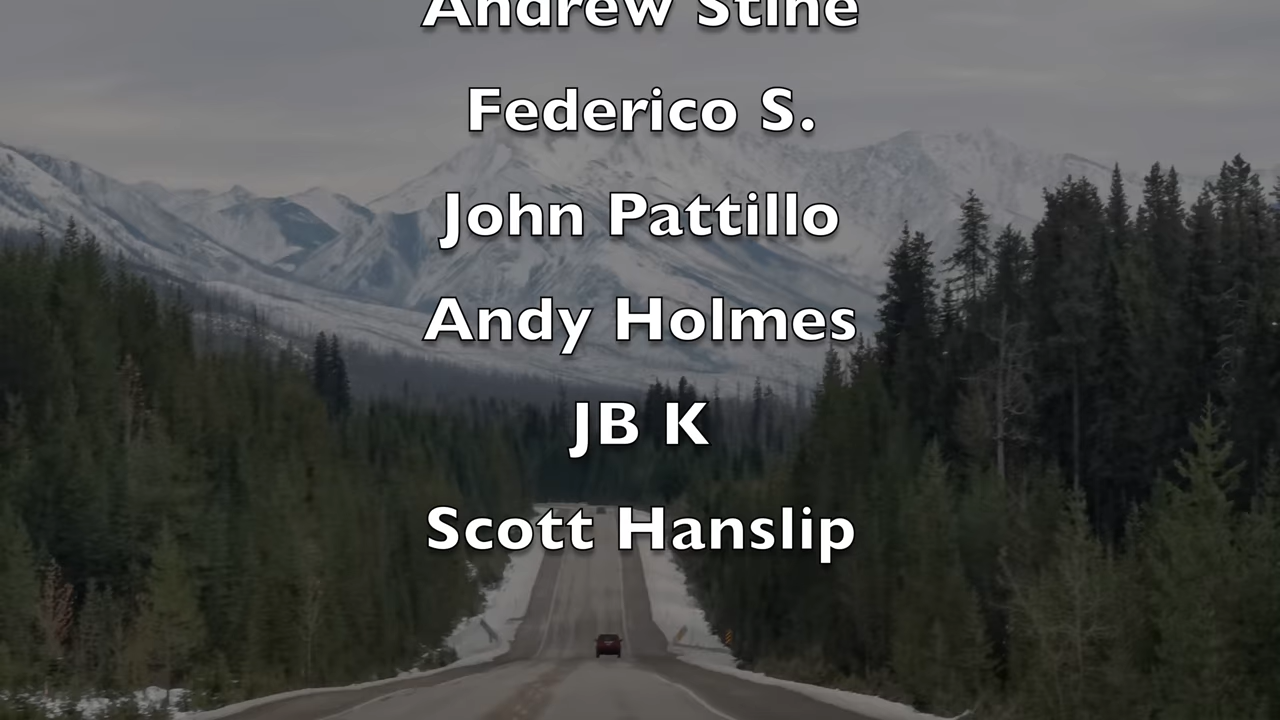 Andrew Stine
Federico S.
John Pattillo
Andy Holmes
JB K
Scott Hanslip